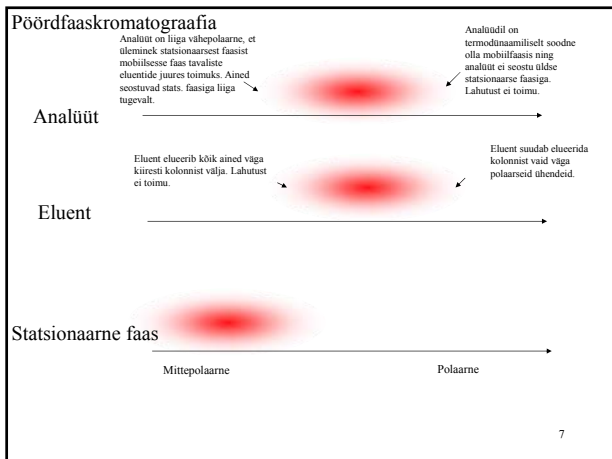 Pöördfaaskromatograafia
Analüüt on liiga vähepolaarne, et
üleminek statsionaarsest faasist
mobiilsesse faas tavaliste
eluentide juures toimuks. Ained
seostuvad stats. faasiga liiga
tugevalt.
Analüüdil on
termodünaamiliselt soodne
olla mobiilfaasis ning
analüüt ei seostu üldse
statsionaarse faasiga.
Lahutust ei toimu.
Analüüt
Eluent elueerib kõik ained väga
kiiresti kolonnist välja. Lahutust
ei toimu.
Eluent suudab elueerida
kolonnist vaid väga
polaarseid ühendeid.
Eluent
Statsionaarne faas
Mittepolaarne
Polaarne
7